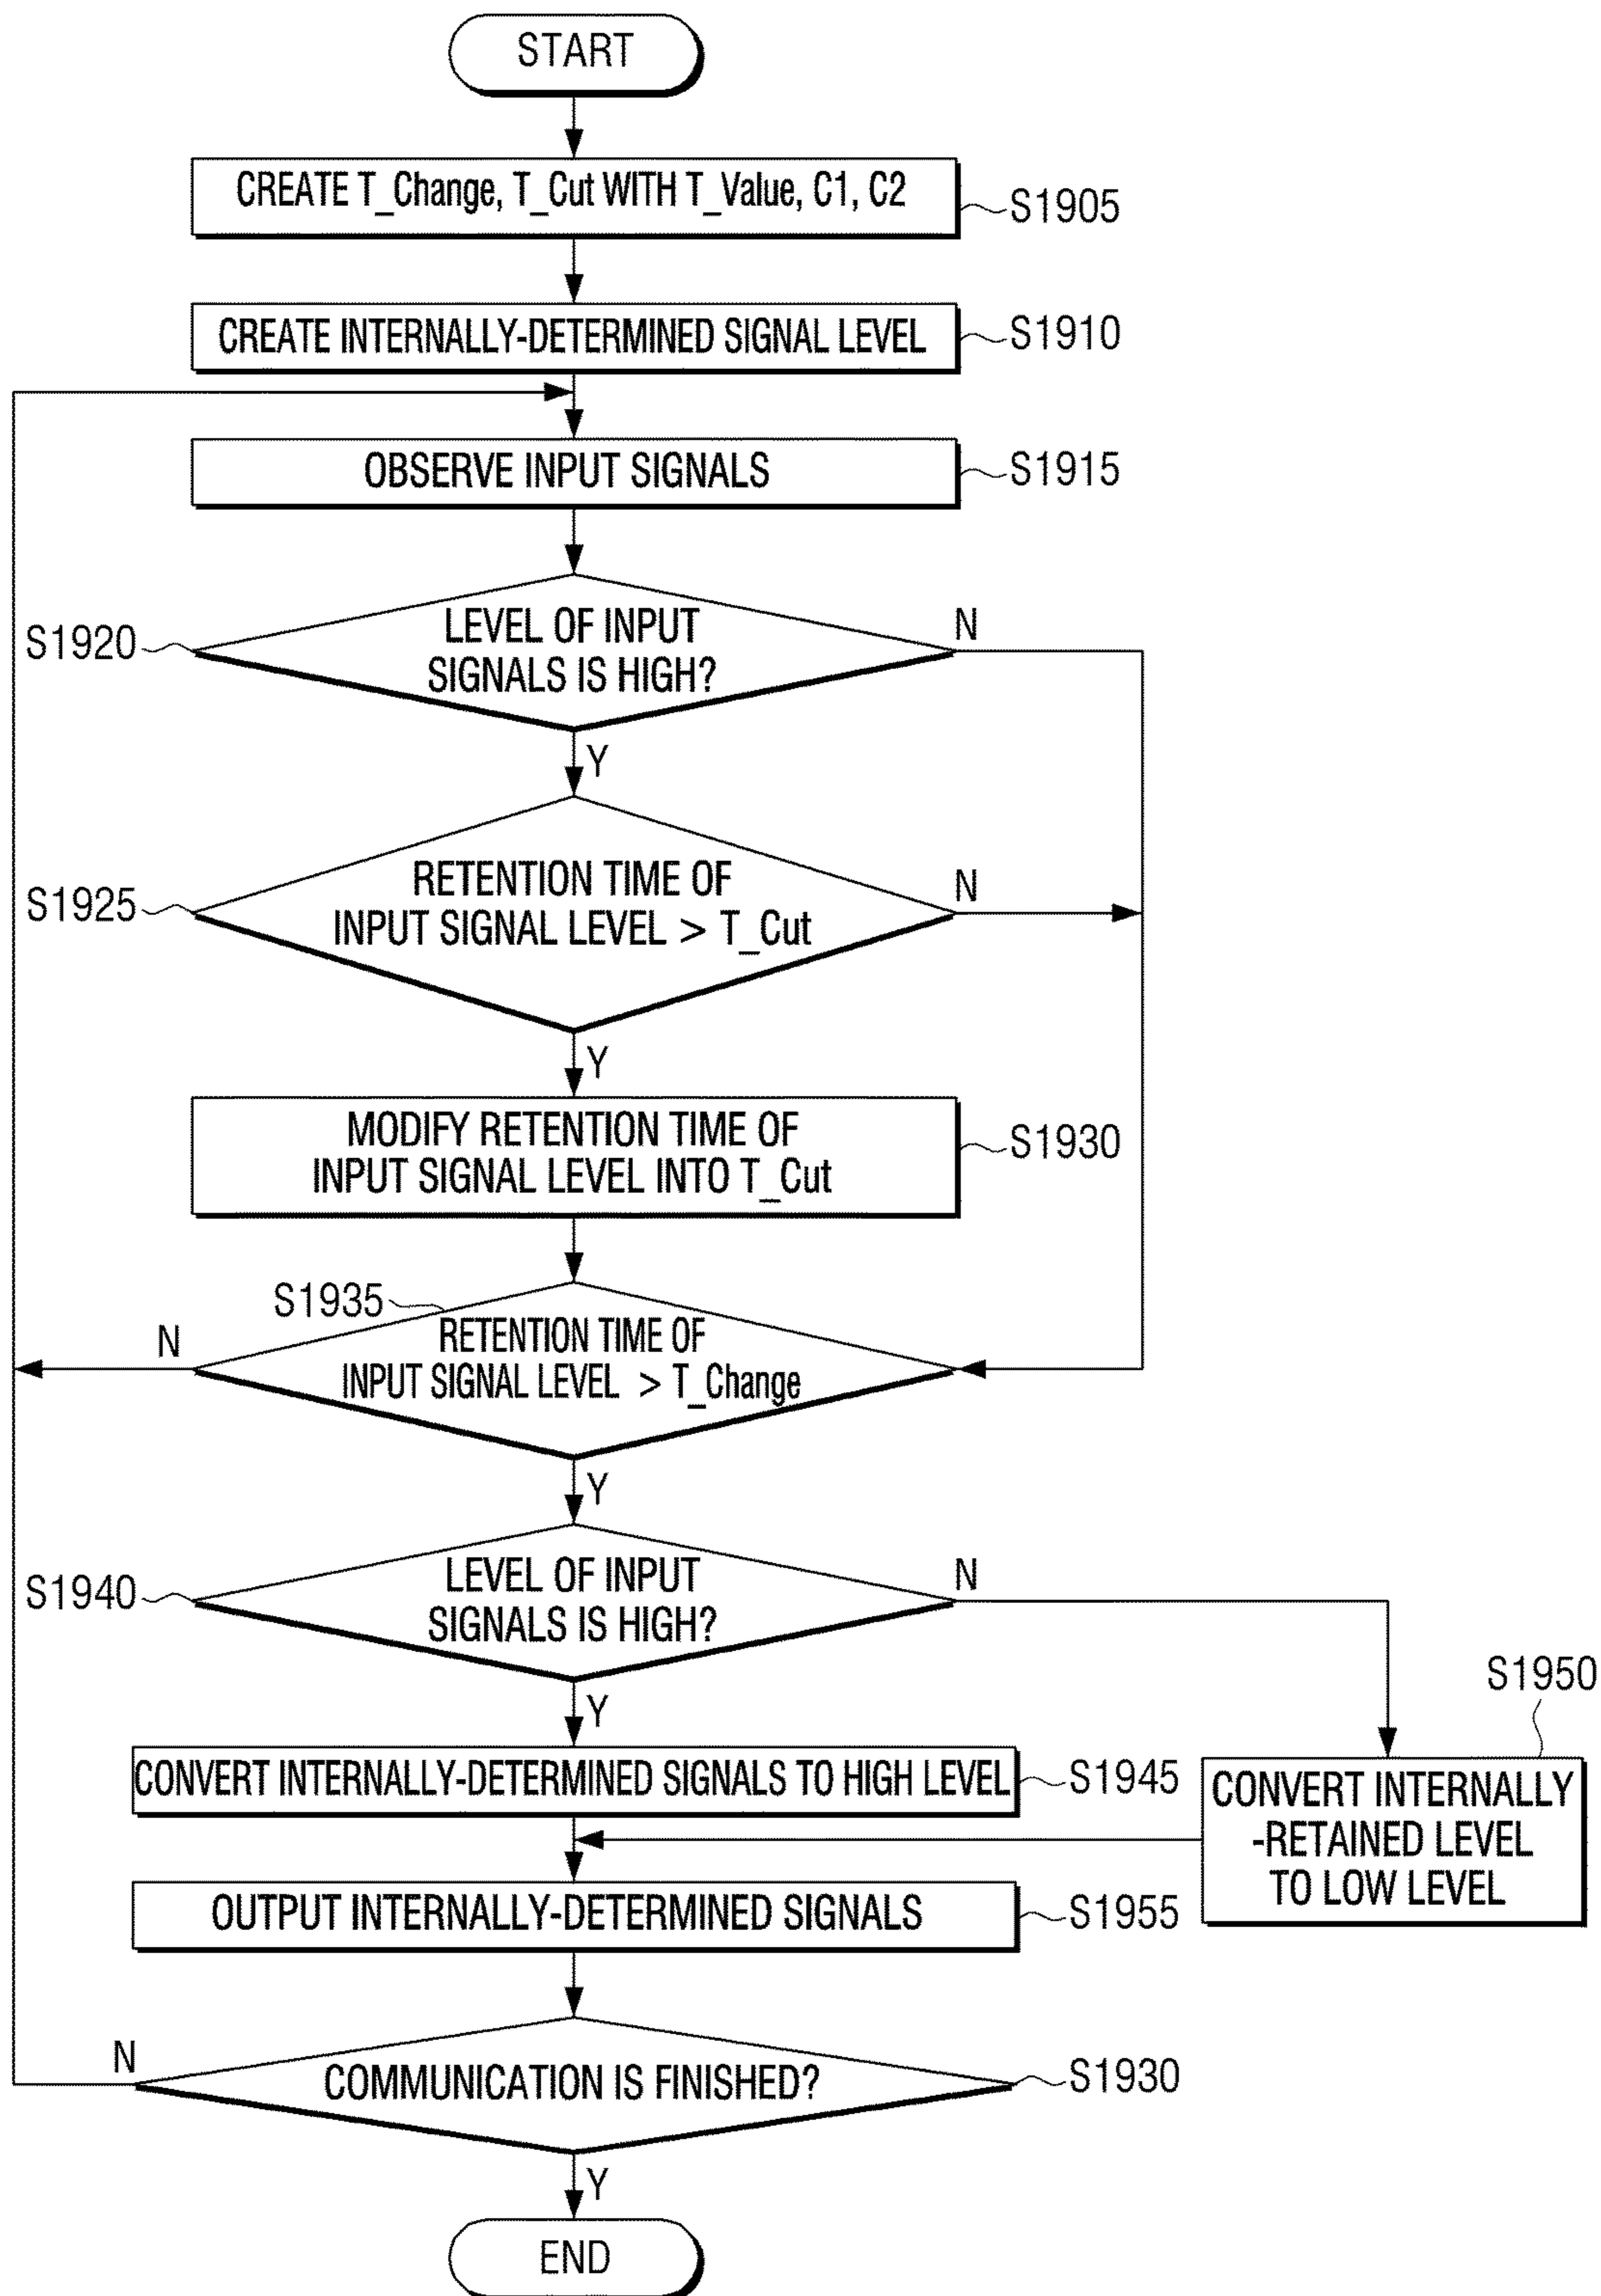 START
CREATE T_Change, T_Cut WITH T_Value, C1, C2
S1905
CREATE INTERNALLY-DETERMINED SIGNAL LEVEL
S1910
OBSERVE INPUT SIGNALS
S1915
S1920
LEVEL OF INPUT
SIGNALS IS HIGH?
N
Y
S1925
RETENTION TIME OF
INPUT SIGNAL LEVEL > T_Cut
N
Y
MODIFY RETENTION TIME OF
INPUT SIGNAL LEVEL INTO T_Cut
S1930
S1935
N
RETENTION TIME OF
INPUT SIGNAL LEVEL > T_Change
Y
S1940
LEVEL OF INPUT
SIGNALS IS HIGH?
N
Y
CONVERT INTERNALLY-DETERMINED SIGNALS TO HIGH LEVEL
S1945
S1950
CONVERT INTERNALLY
-RETAINED LEVEL
TO LOW LEVEL
OUTPUT INTERNALLY-DETERMINED SIGNALS
S1955
N
COMMUNICATION IS FINISHED?
S1930
Y
END